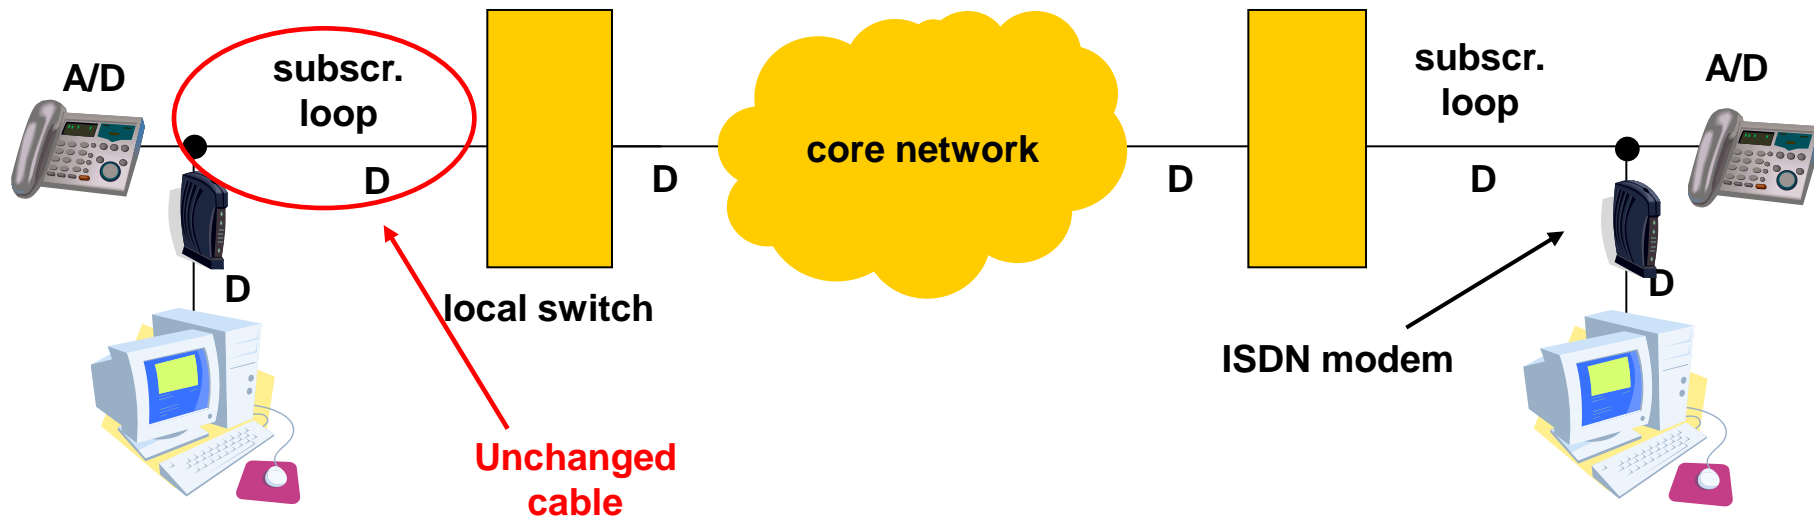 A/D
subscr.
loop
D
D
local switch
D
core network
D
subscr.
loop
D
A/D
D
ISDN modem
Unchanged
cable